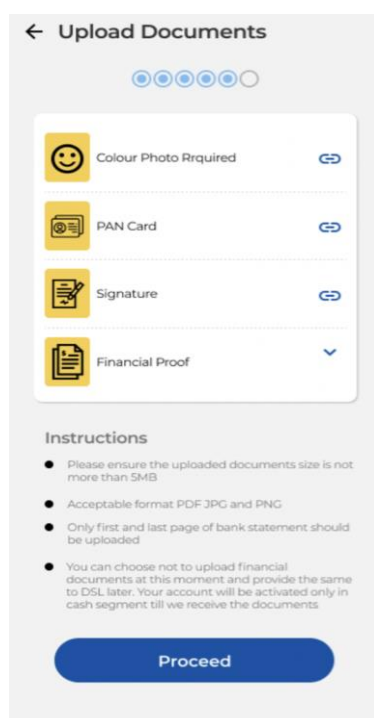 Upload Documents
Colour Photo Rrquired
PAN Card
Signature
Financial Proof
Instructions
Please ensure the uploaded documents size is not
more than 5MB
Acceptable format PDF JPG and PNG
Only first and last page of bank statement should
be uploaded
You can choose not to upload financial
documents at this moment and provide the same
to DSL later. Your account will be activated only in
cash segment till we receive the documents
Proceed